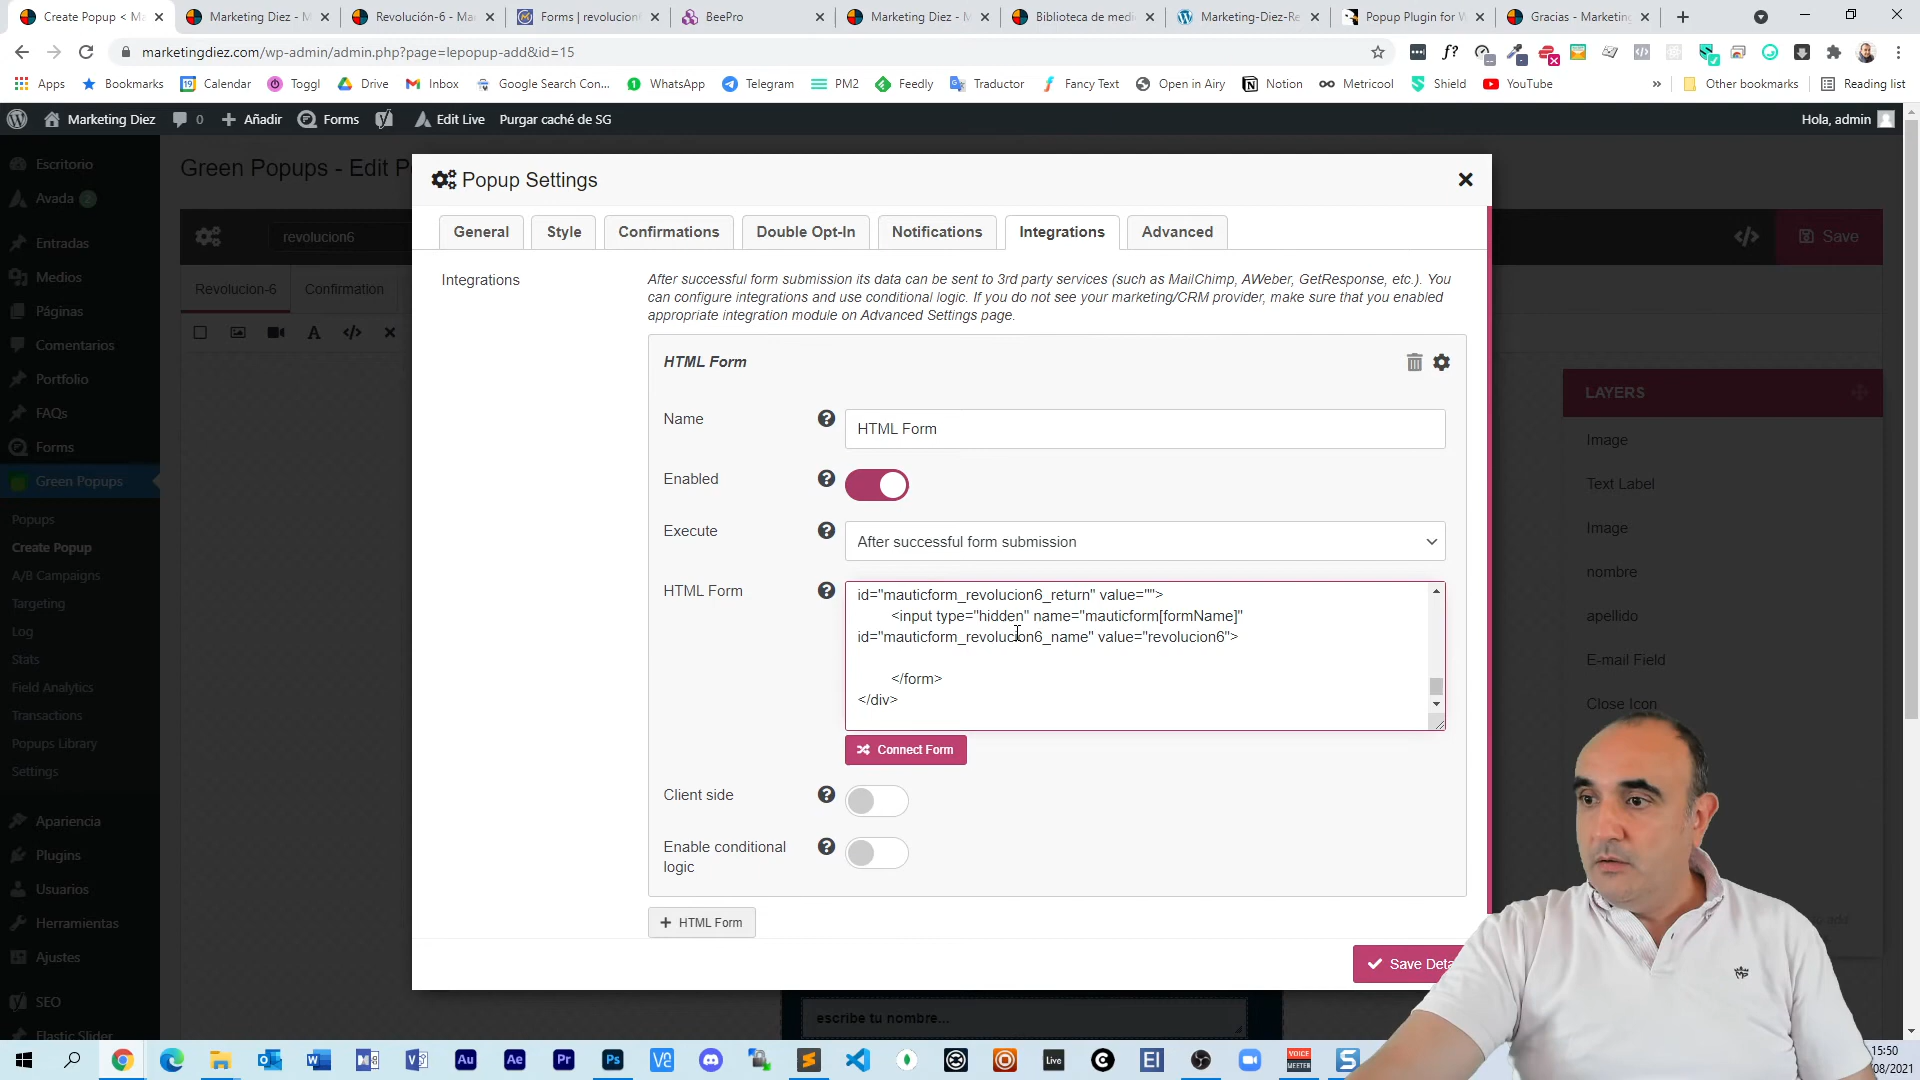 Create Popup < Ma
Marketing Diez - M
Revolución-6 - Ma
Forms | revolucion
BeePro
Marketing Diez - M
Biblioteca de medi
Marketing-Diez-Re
Popup Plugin for W
Gracias - Marketing
marketingdiez.com/wp-admin/admin.php?page=lepopup-add&id=15
Apps
Bookmarks
Calendar
Toggl
Drive
Inbox
Google Search Con...
WhatsApp
Telegram
PM2
Feedly
Traductor
Fancy Text
Open in Airy
Notion
Metricool
Shield
YouTube
Other bookmarks
Reading list
Marketing Diez
0
Añadir
Forms
Edit Live
Purgar caché de SG
Hola, admin
Escritorio
Avada 2
Entradas
Medios
Páginas
Comentarios
Portfolio
FAQs
Forms
Green Popups
Popups
Create Popup
A/B Campaigns
Targeting
Log
Stats
Field Analytics
Transactions
Popups Library
Settings
Apariencia
Plugins
Usuarios
Herramientas
Ajustes
SEO
Elastic Slider
Green Popups - Edit P
revolucion6
Save
Revolucion-6
Confirmation
Popup Settings
General
Style
Confirmations
Double Opt-In
Notifications
Integrations
Advanced
Integrations
After successful form submission its data can be sent to 3rd party services (such as MailChimp, AWeber, GetResponse, etc.). You
can configure integrations and use conditional logic. If you do not see your marketing/CRM provider, make sure that you enabled
appropriate integration module on Advanced Settings page.
HTML Form
Name
HTML Form
Enabled
Execute
After successful form submission
HTML Form
id="mauticform_revolucion6_return" value="">
<input type="hidden" name="mauticform[formName]"
id="mauticform_revolucion6_name" value="revolucion6">
</form>
</div>
Connect Form
Client side
Enable conditional
logic
HTML Form
Save Deta
LAYERS
Image
Text Label
Image
nombre
apellido
E-mail Field
Close Icon
escribe tu nombre...
15:50
08/2021